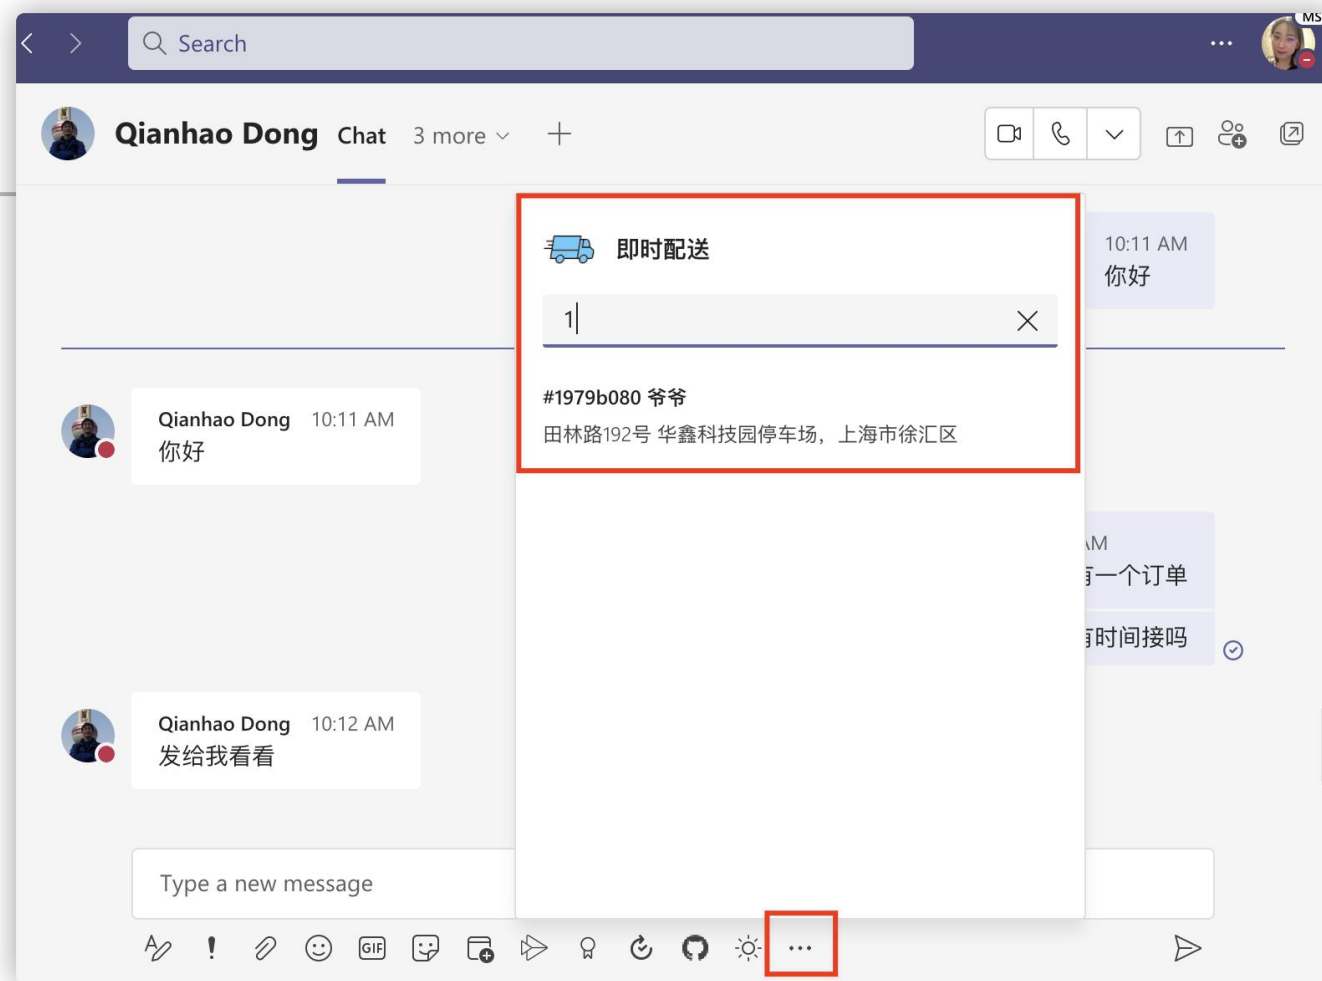 MS
Search
Qianhao Dong Chat 3 more
即时配送
1
#1979b080 爷爷
田林路192号 华鑫科技园停车场，上海市徐汇区
10:11 AM
你好
Qianhao Dong 10:11 AM
你好
AM
一个订单
时间接吗
Qianhao Dong 10:12 AM
发给我看看
Type a new message
GIF